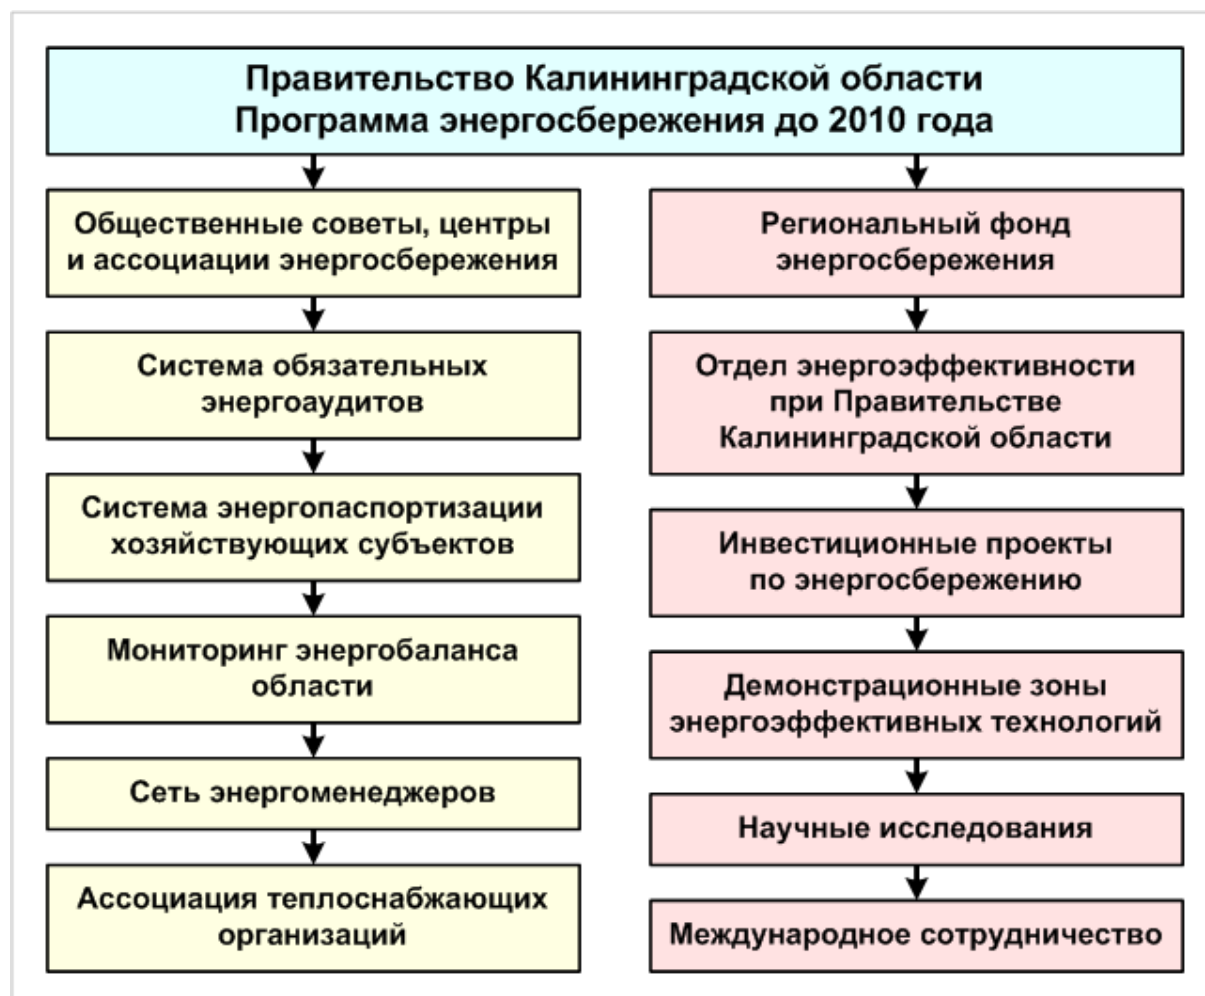 Правительство Калининградской области
Программа энергосбережения до 2010 года
Общественные советы, центры
и ассоциации энергосбережения
Система обязательных
энергоаудитов
Система энергопаспортизации
хозяйствующих субъектов
Мониторинг энергобаланса
области
Сеть энергоменеджеров
Ассоциация теплоснабжающих
организаций
Региональный фонд
энергосбережения
Отдел энергоэффективности
при Правительстве
Калининградской области
Инвестиционные проекты
по энергосбережению
Демонстрационные зоны
энергоэффективных технологий
Научные исследования
Международное сотрудничество